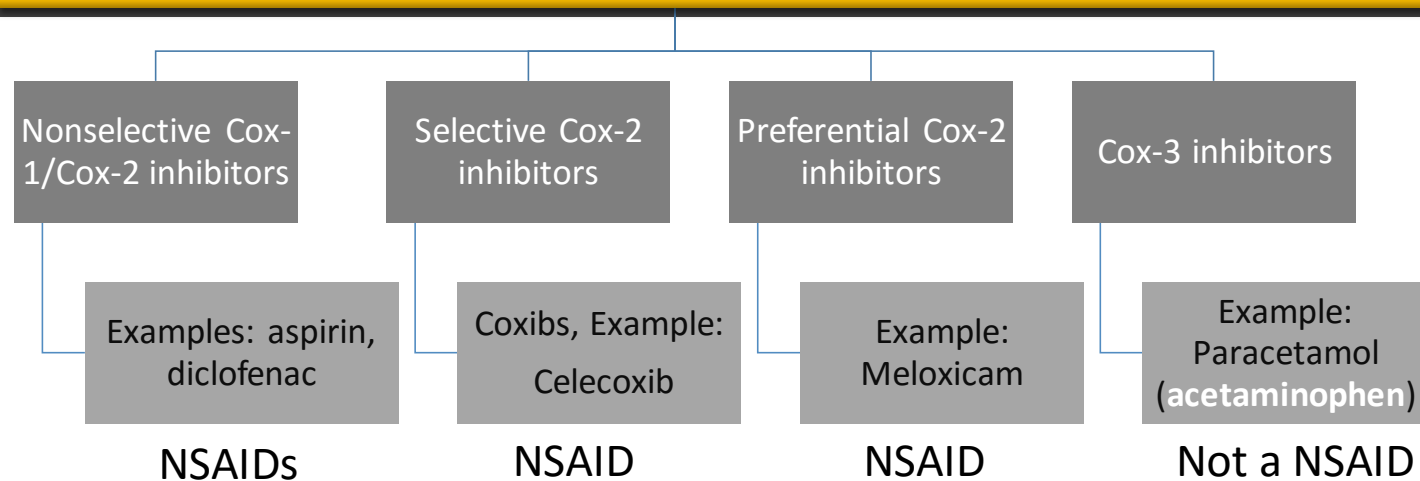 Nonselective Cox-
1/Cox-2 inhibitors
Selective Cox-2
inhibitors
Preferential Cox-2
inhibitors
Cox-3 inhibitors
Examples: aspirin,
diclofenac
Coxibs, Example:
Celecoxib
Example:
Meloxicam
Example:
Paracetamol
(acetaminophen)
NSAIDs
NSAID
NSAID
Not a NSAID